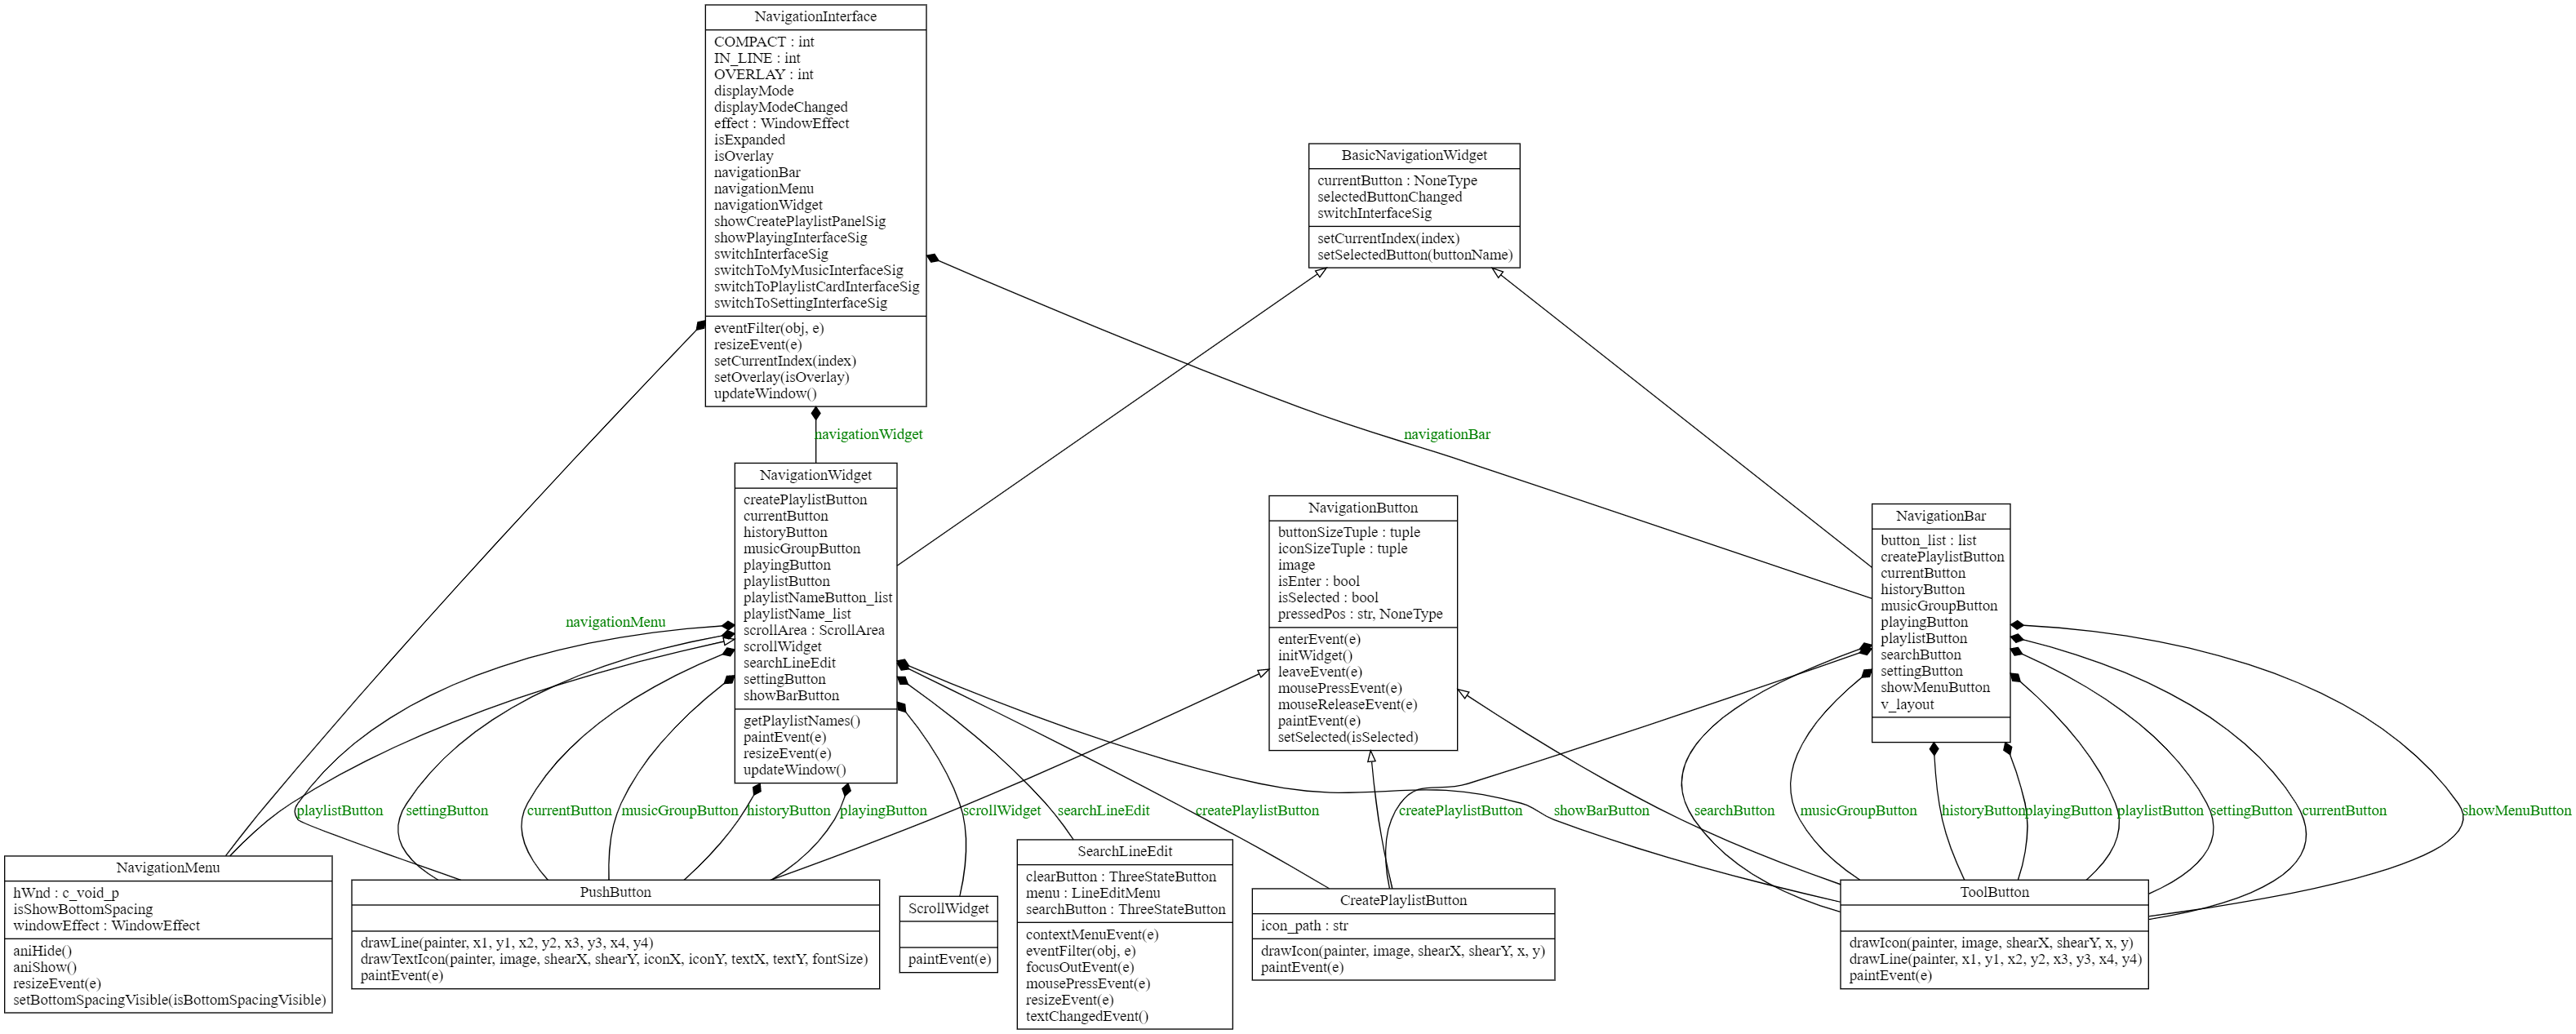 NavigationInterface
COMPACT : int
IN_LINE : int
OVERLAY : int
displayMode
displayModeChanged
effect : WindowEffect
isExpanded
isOverlay
navigationBar
navigationMenu
navigationWidget
showCreatePlaylistPanelSig
showPlayingInterfaceSig
switchInterfaceSig
switchToMyMusicInterfaceSig
switchToPlaylistCardInterfaceSig
switchToSettingInterfaceSig
eventFilter(obj, e)
resizeEvent(e)
setCurrentIndex(index)
setOverlay(isOverlay)
updateWindow()
BasicNavigationWidget
currentButton : NoneType
selectedButtonChanged
switchInterfaceSig
setCurrentIndex(index)
setSelectedButton(buttonName)
navigationWidget
navigationBar
navigationMenu
NavigationWidget
createPlaylistButton
currentButton
historyButton
musicGroupButton
playingButton
playlistButton
playlistNameButton_list
playlistName_list
scrollArea : ScrollArea
scrollWidget
searchLineEdit
settingButton
showBarButton
getPlaylistNames()
paintEvent(e)
resizeEvent(e)
updateWindow()
NavigationButton
buttonSizeTuple : tuple
iconSizeTuple : tuple
image
isEnter : bool
isSelected : bool
pressedPos : str, NoneType
enterEvent(e)
initWidget()
leaveEvent(e)
mousePressEvent(e)
mouseReleaseEvent(e)
paintEvent(e)
setSelected(isSelected)
NavigationBar
button_list : list
createPlaylistButton
currentButton
historyButton
musicGroupButton
playingButton
playlistButton
searchButton
settingButton
showMenuButton
v_layout
playlistButton
settingButton
currentButton
musicGroupButton
historyButton
playingButton
scrollWidget
searchLineEdit
createPlaylistButton
createPlaylistButton
showBarButton
searchButton
musicGroupButton
historyButton
playingButton
playlistButton
settingButton
currentButton
showMenuButton
NavigationMenu
hWnd : c_void_p
isShowBottomSpacing
windowEffect : WindowEffect
aniHide()
aniShow()
resizeEvent(e)
setBottomSpacingVisible(isBottomSpacingVisible)
PushButton
drawLine(painter, x1, y1, x2, y2, x3, y3, x4, y4)
drawTextIcon(painter, image, shearX, shearY, iconX, iconY, textX, textY, fontSize)
paintEvent(e)
ScrollWidget
paintEvent(e)
SearchLineEdit
clearButton : ThreeStateButton
menu : LineEditMenu
searchButton : ThreeStateButton
contextMenuEvent(e)
eventFilter(obj, e)
focusOutEvent(e)
mousePressEvent(e)
resizeEvent(e)
textChangedEvent()
CreatePlaylistButton
icon_path : str
drawIcon(painter, image, shearX, shearY, x, y)
paintEvent(e)
ToolButton
drawIcon(painter, image, shearX, shearY, x, y)
drawLine(painter, x1, y1, x2, y2, x3, y3, x4, y4)
paintEvent(e)